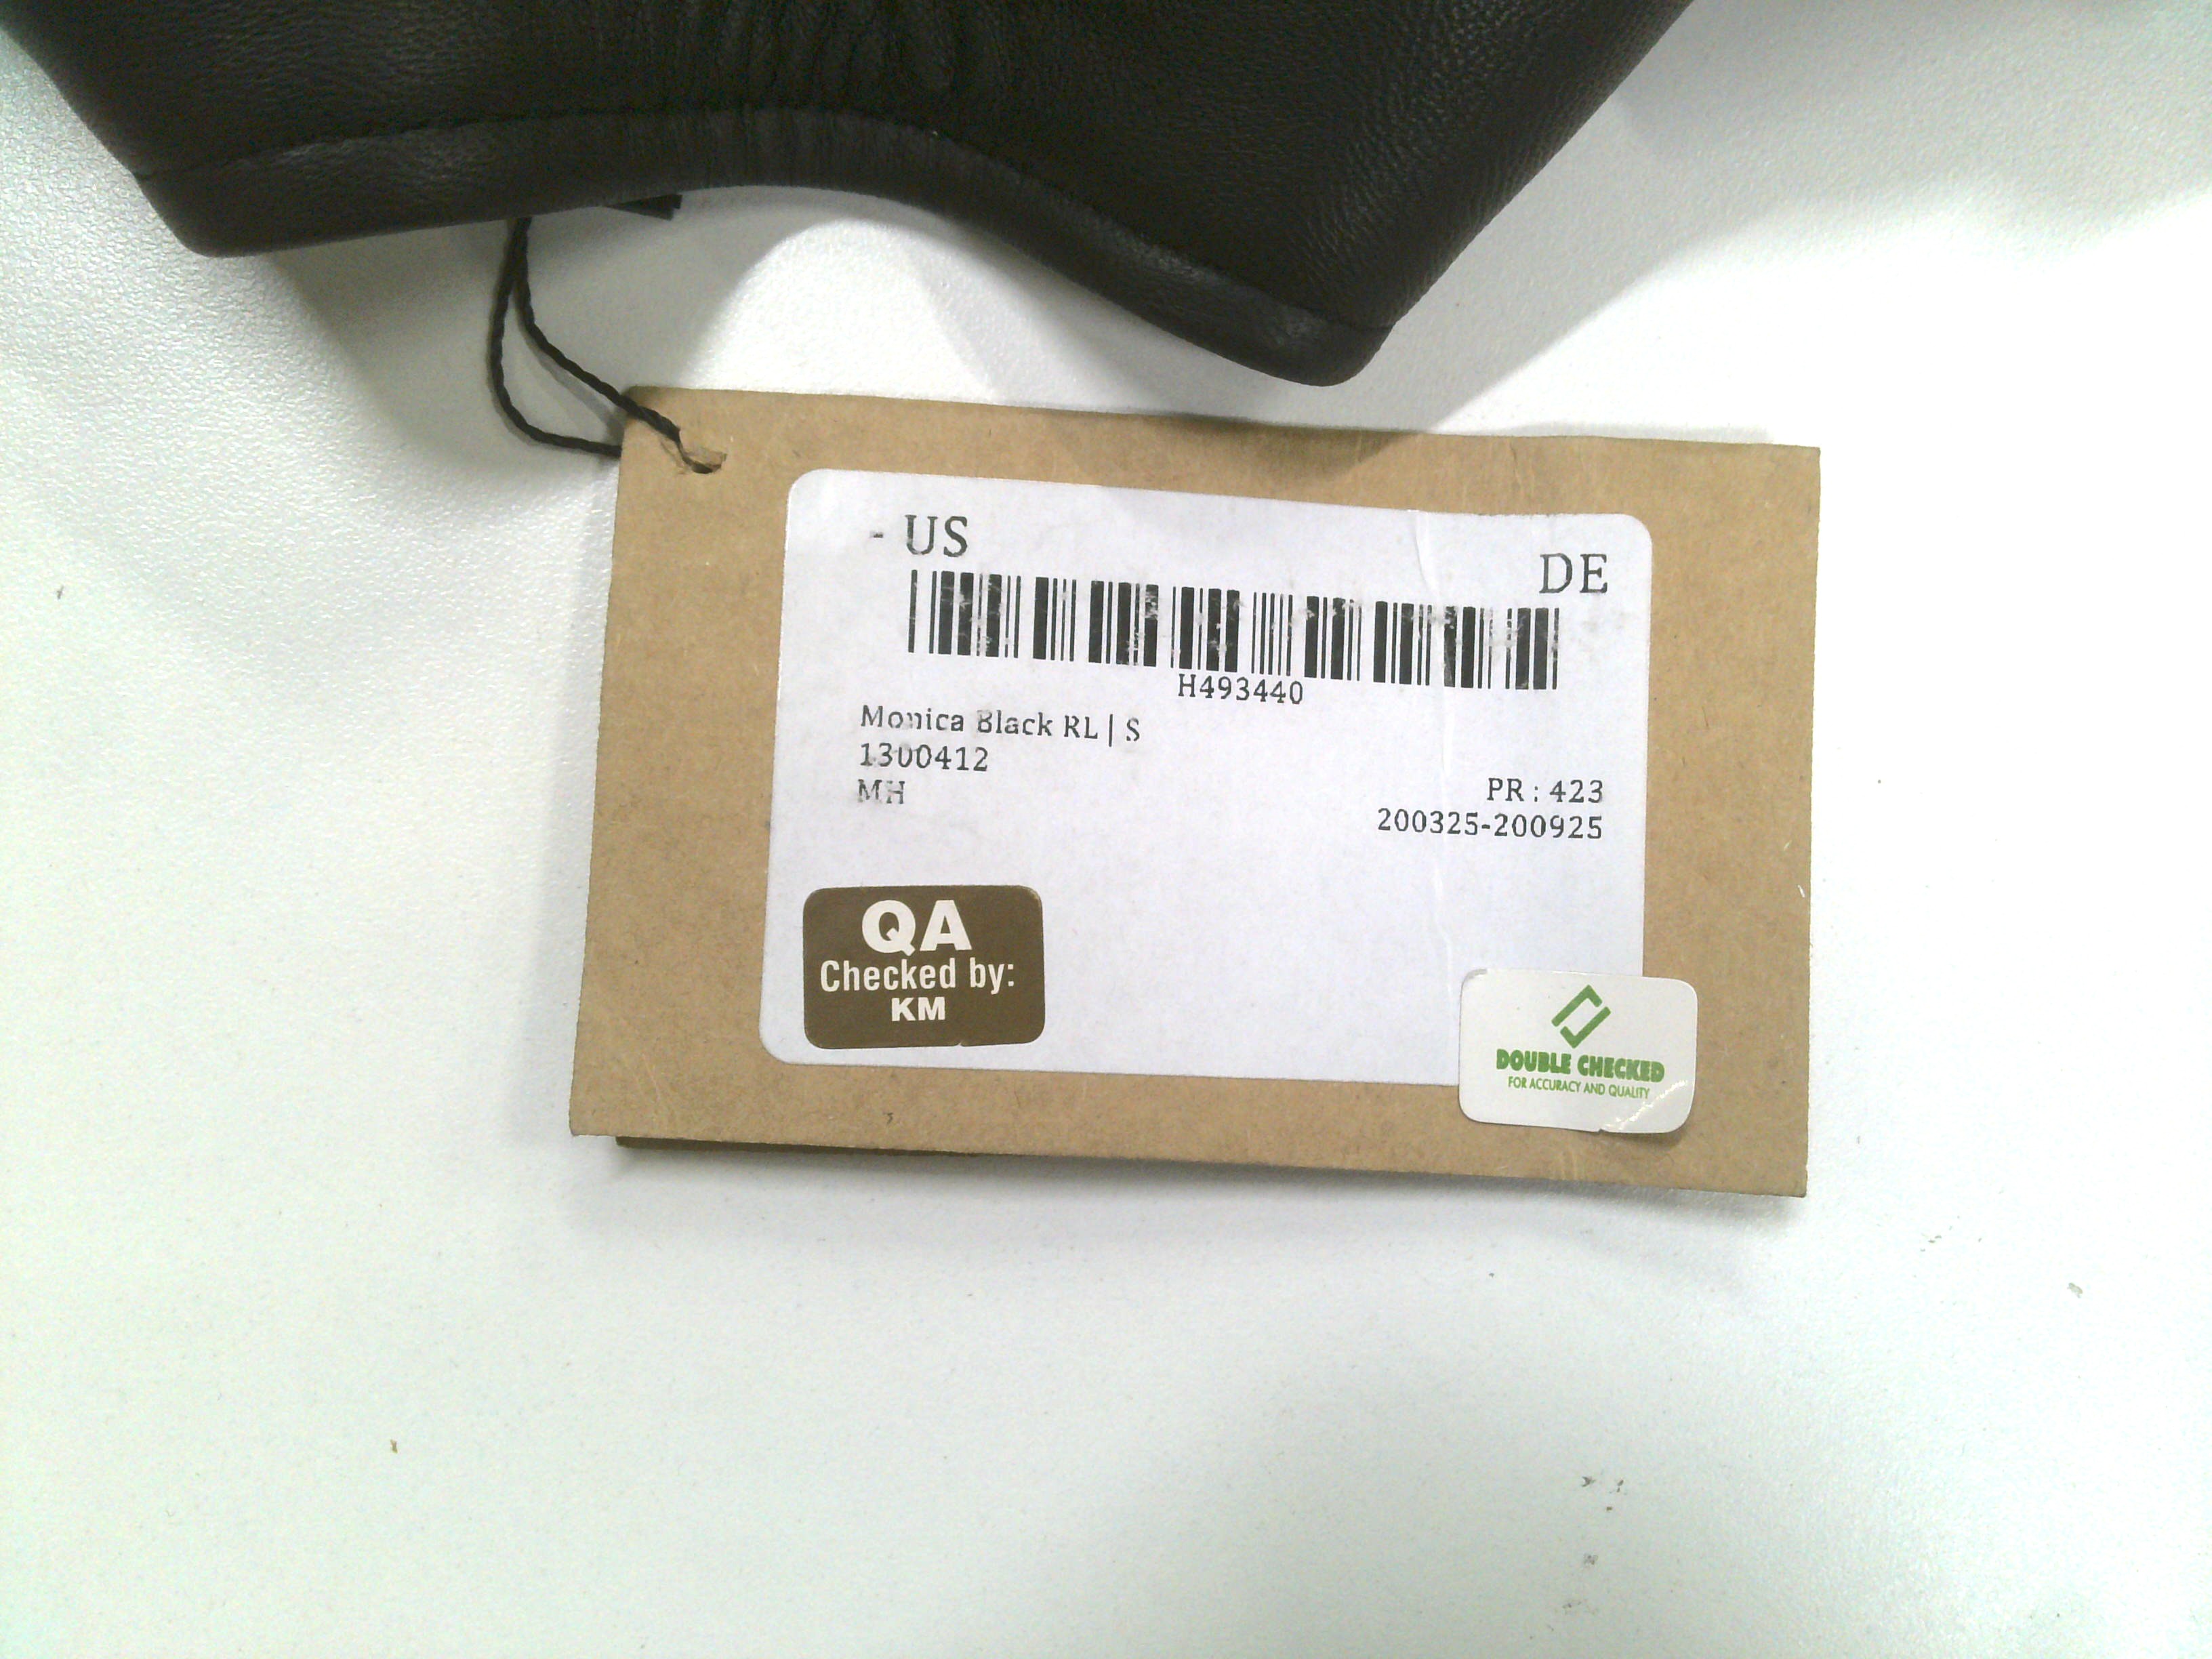 - US
DE
H493440
Monica Black RL | S
1300412
MH
PR : 423
200325-200925
QA
Checked by:
KM
DOUBLE CHECKED
FOR ACCURACY AND QUALITY